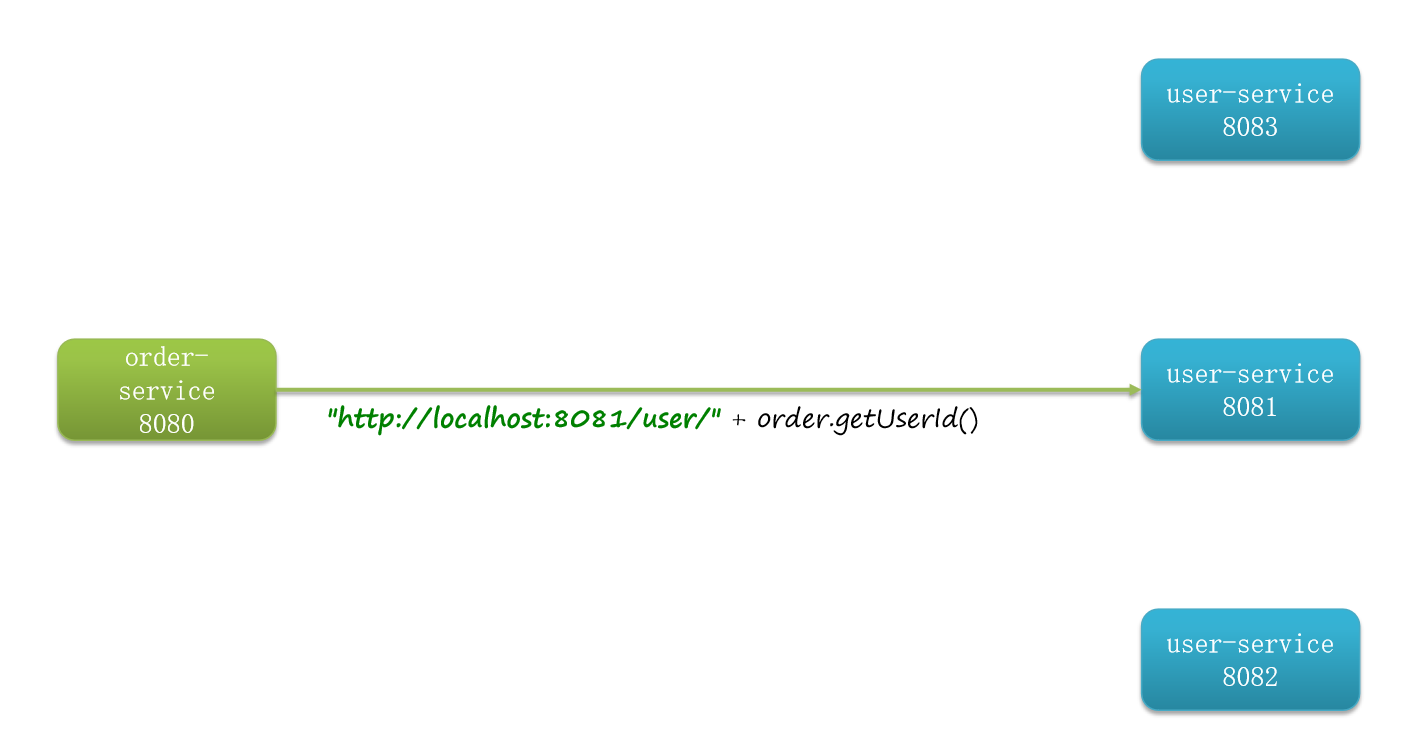 user-service
8083
order-
service
8080
"http://localhost:8081/user/" + order.getUserId()
user-service
8081
user-service
8082